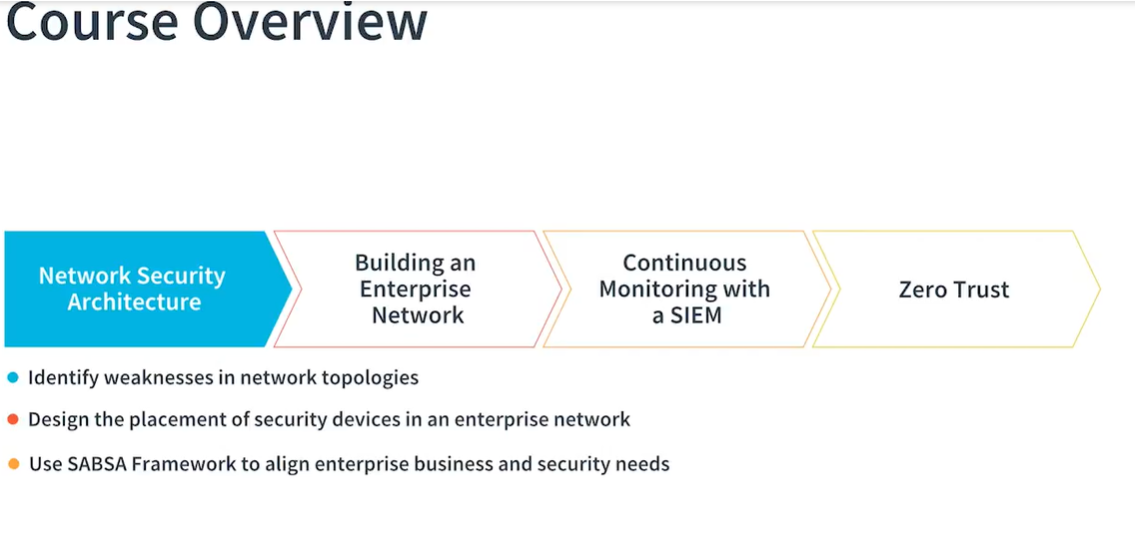 Course Overview
Network Security
Architecture
Building an
Enterprise
Network
Continuous
Monitoring with
a SIEM
Zero Trust
Identify weaknesses in network topologies
Design the placement of security devices in an enterprise network
Use SABSA Framework to align enterprise business and security needs